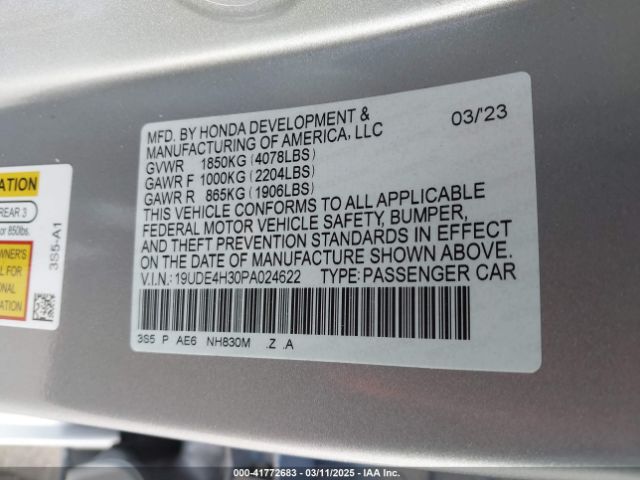 MFD. BY HONDA DEVELOPMENT & 03/'23
MANUFACTURING OF AMERICA, LLC
GVWR 1850KG (4078LBS)
GAWR F 1000KG (2204LBS)
GAWR R 865KG (1906LBS)
THIS VEHICLE CONFORMS TO ALL APPLICABLE
FEDERAL MOTOR VEHICLE SAFETY, BUMPER,
AND THEFT PREVENTION STANDARDS IN EFFECT
ON THE DATE OF MANUFACTURE SHOWN ABOVE.
V.I.N.: 19UDE4H30PA024622 TYPE: PASSENGER CAR
3S5 P AE6 NH830M .Z .A
REAR 3
or 850lbs.
3S5-A1
000-41772683 - 03/11/2025 - IAA Inc.